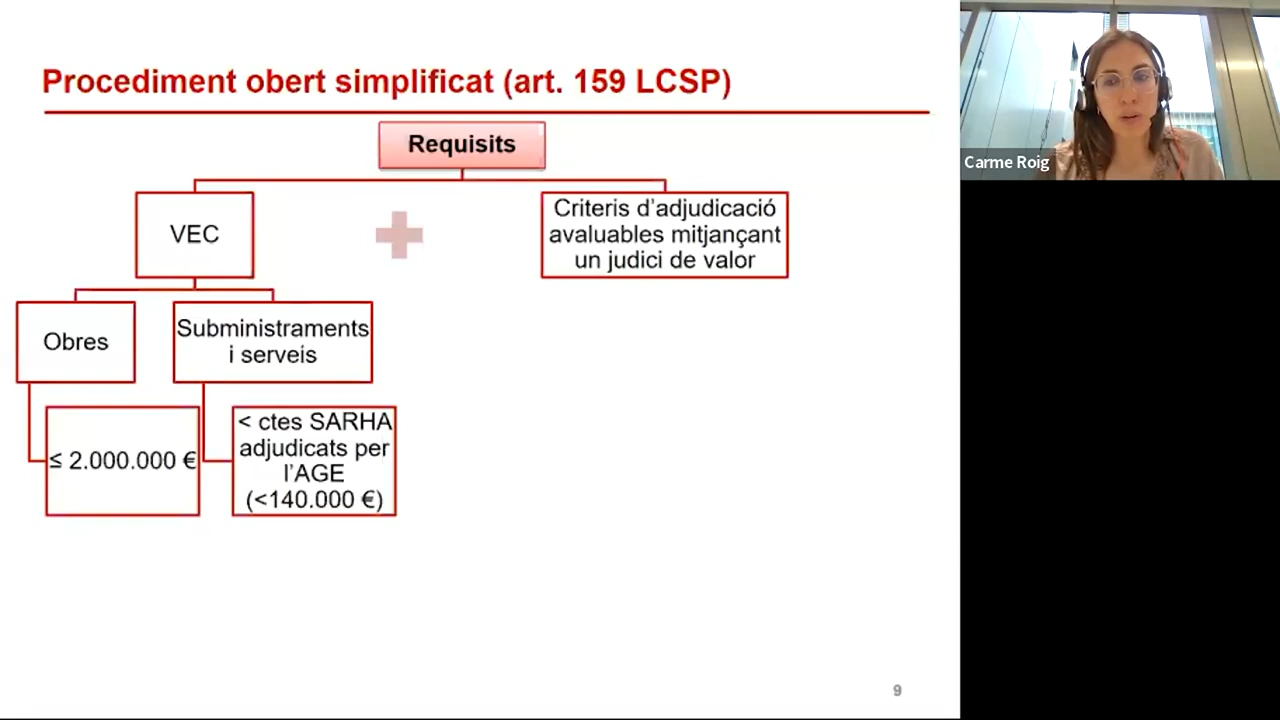 Procediment obert simplificat (art. 159 LCSP)
Requisits
VEC
Criteris d’adjudicació
avaluables mitjançant
un judici de valor
Obres
Subministraments
i serveis
≤ 2.000.000 €
< ctes SARHA
adjudicats per
l’AGE
(<140.000 €)
9
Carme Roig